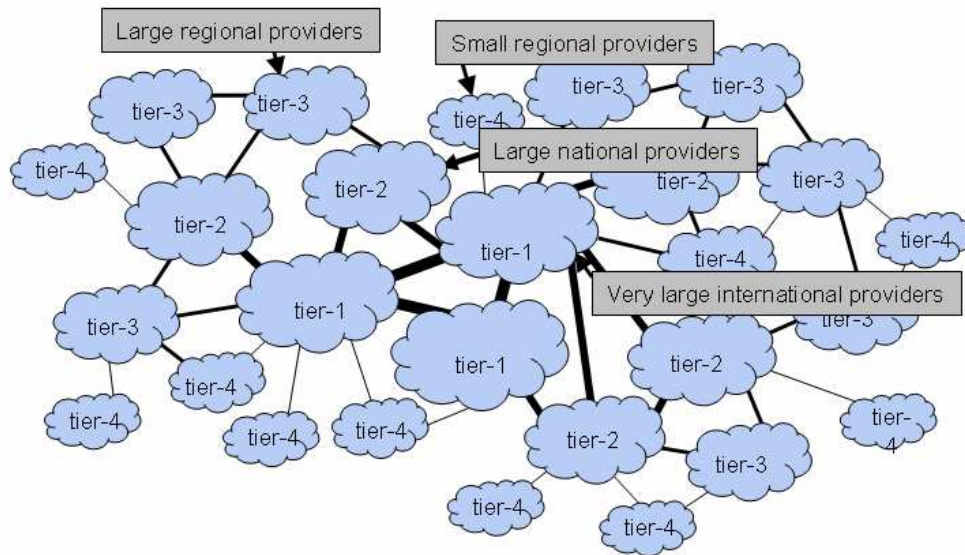 Large regional providers
Small regional providers
tier-3
tier-3
tier-3
tier-3
tier-4
Large national providers
tier-4
tier-2
tier-2
tier-3
tier-2
tier-1
tier-4
tier-4
Very large international providers
tier-1
tier-3
tier-3
tier-1
tier-2
tier-4
tier-4
tier-4
tier-4
tier-2
tier-3
tier-
4
tier-4
tier-4